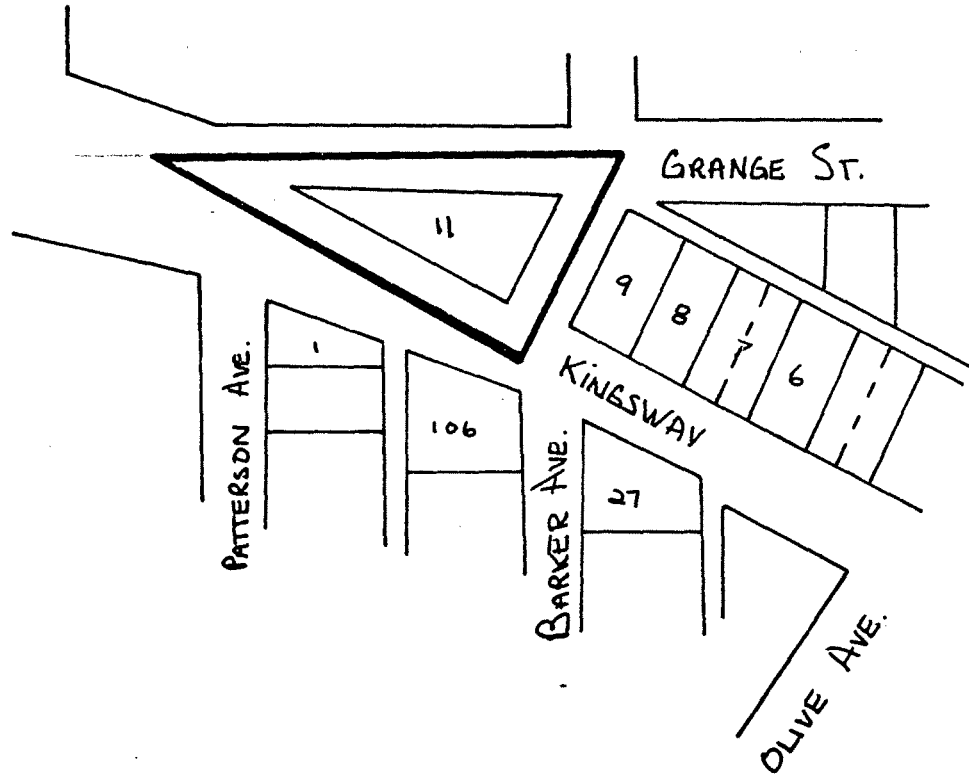 GRANGE ST.
11
9
8
7
6
KINGSWAY
1
106
27
PATTERSON AVE.
BARKER AVE.
OLIVE AVE.